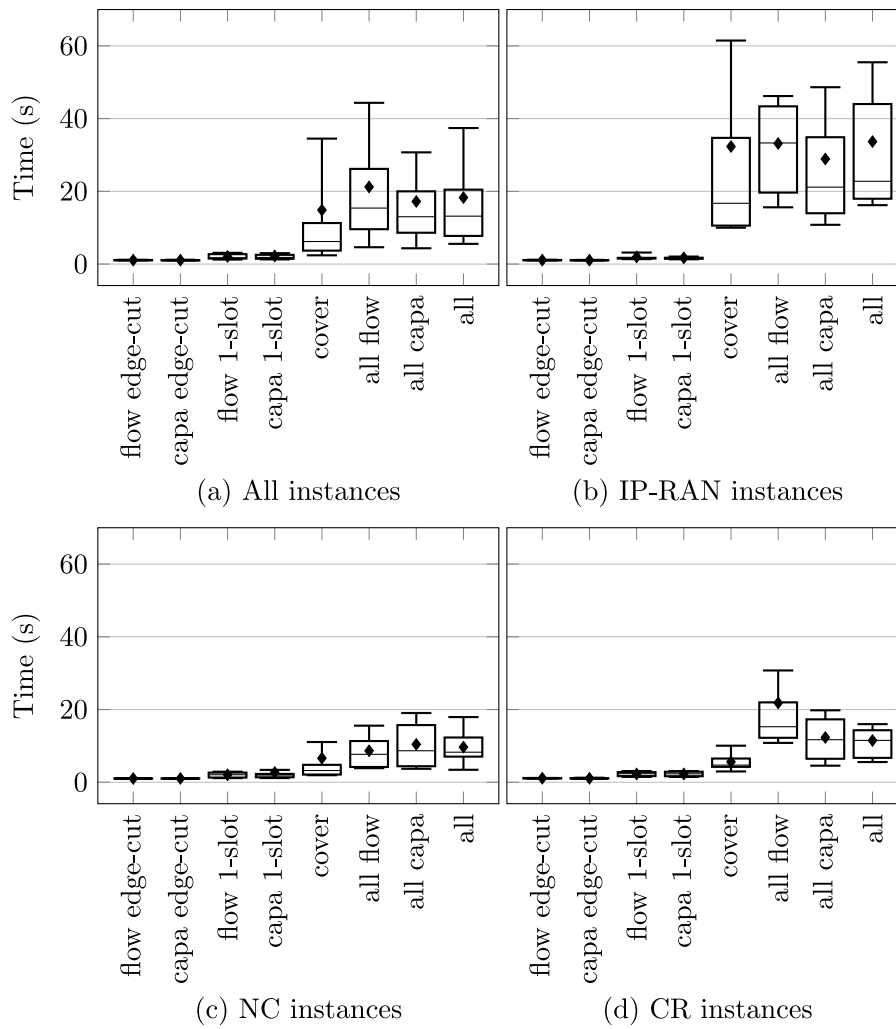 60
40
20
0
Time (s)
flow edge-cut
capa edge-cut
flow 1-slot
capa 1-slot
cover
all flow
all capa
all
(a) All instances
flow edge-cut
capa edge-cut
flow 1-slot
capa 1-slot
cover
all flow
all capa
all
(b) IP-RAN instances
60
40
20
0
Time (s)
flow edge-cut
capa edge-cut
flow 1-slot
capa 1-slot
cover
all flow
all capa
all
(c) NC instances
flow edge-cut
capa edge-cut
flow 1-slot
capa 1-slot
cover
all flow
all capa
all
(d) CR instances